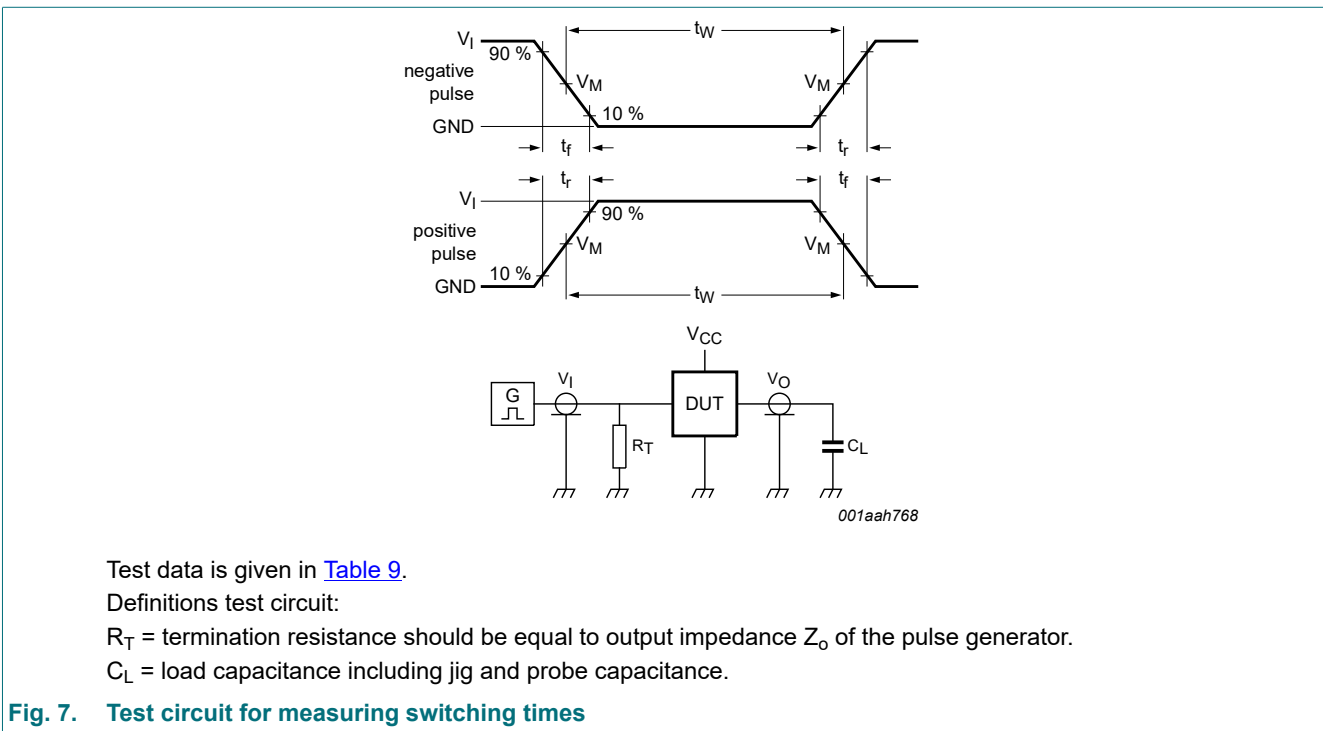 tW
VI
90 %
negative
pulse
VM
VM
10 %
GND
tf
tr
tr
tf
VI
90 %
positive
pulse
VM
VM
10 %
GND
tW
VCC
G
VI
DUT
VO
RT
CL
001aah768
Test data is given in Table 9.
Definitions test circuit:
RT = termination resistance should be equal to output impedance Zo of the pulse generator.
CL = load capacitance including jig and probe capacitance.
Fig. 7. Test circuit for measuring switching times